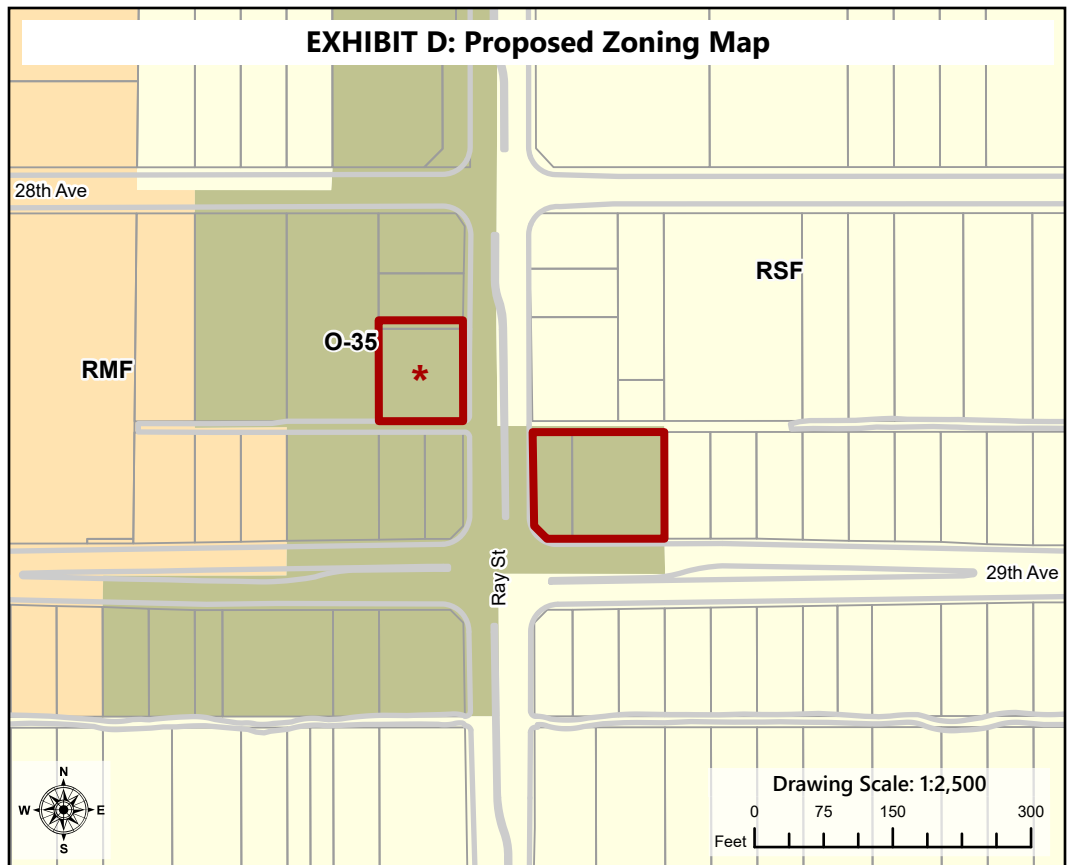 EXHIBIT D: Proposed Zoning Map
28th Ave
RSF
O-35
RMF
*
Ray St
29th Ave
N
W E
S
Drawing Scale: 1:2,500
0 75 150 300
Feet